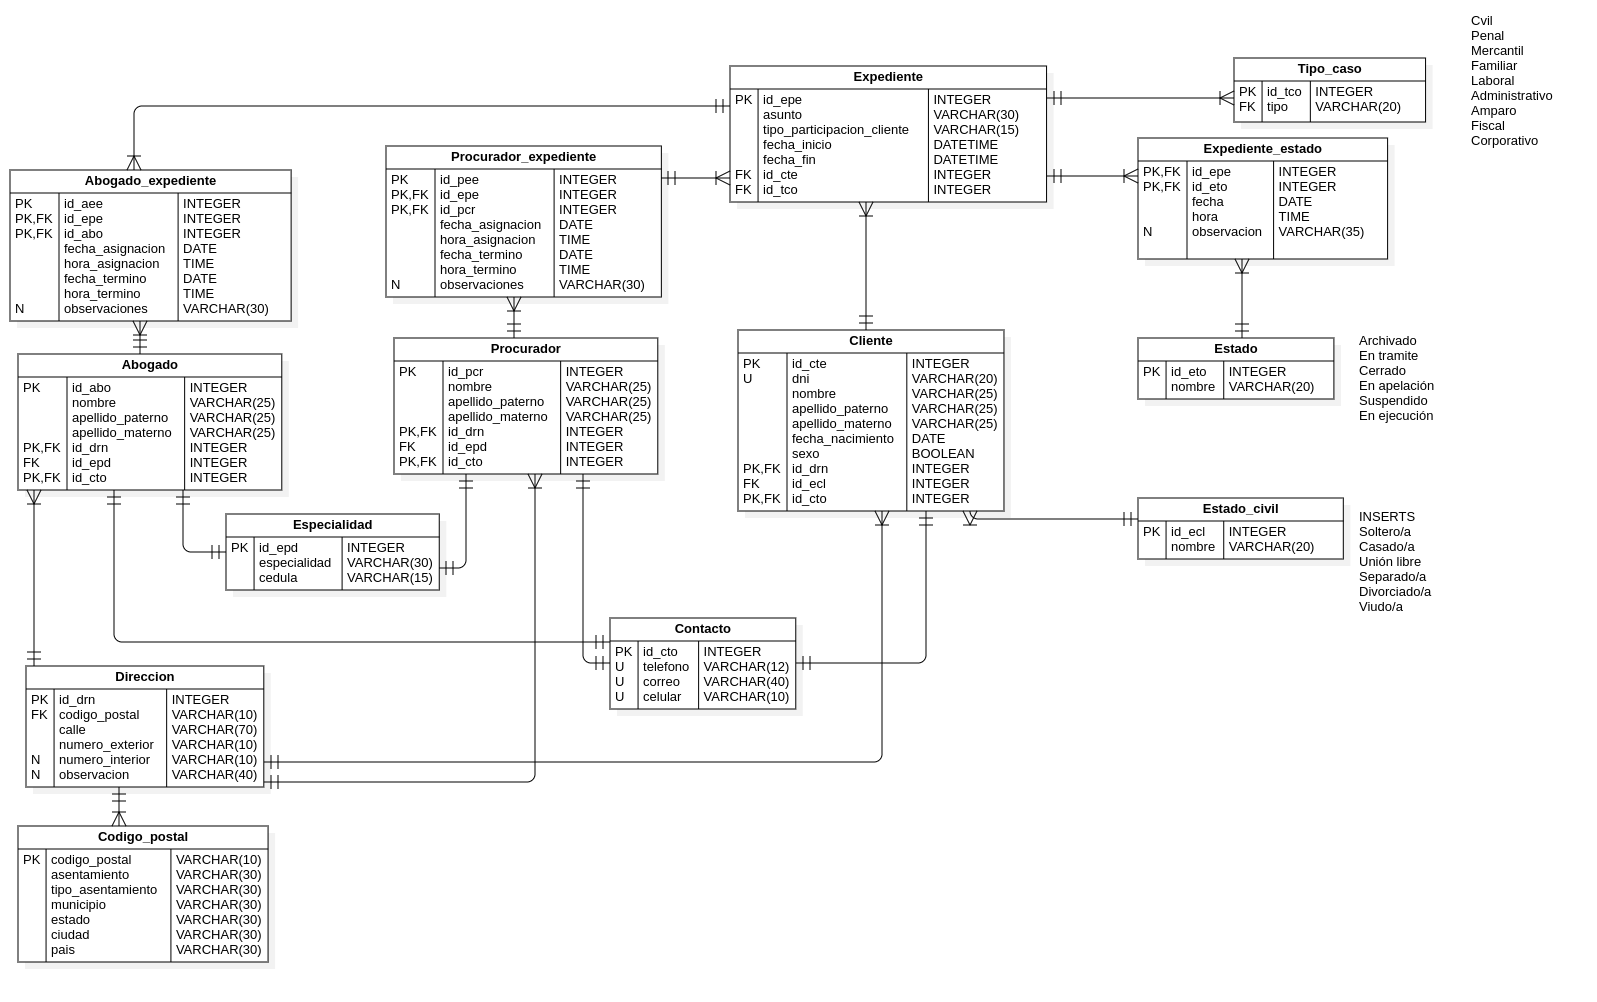 Cvil
Penal
Mercantil
Familiar
Laboral
Administrativo
Amparo
Fiscal
Corporativo
Expediente
PK id_epe INTEGER
asunto VARCHAR(30)
tipo_participacion_cliente VARCHAR(15)
fecha_inicio DATETIME
fecha_fin DATETIME
FK id_cte INTEGER
FK id_tco INTEGER
Tipo_caso
PK id_tco INTEGER
FK tipo VARCHAR(20)
Expediente_estado
PK,FK id_epe INTEGER
PK,FK id_eto INTEGER
fecha DATE
hora TIME
N observacion VARCHAR(35)
Procurador_expediente
PK id_pee INTEGER
PK,FK id_epe INTEGER
PK,FK id_pcr INTEGER
fecha_asignacion DATE
hora_asignacion TIME
fecha_termino DATE
hora_termino TIME
N observaciones VARCHAR(30)
Abogado_expediente
PK id_aee INTEGER
PK,FK id_epe INTEGER
PK,FK id_abo INTEGER
fecha_asignacion DATE
hora_asignacion TIME
fecha_termino DATE
hora_termino TIME
N observaciones VARCHAR(30)
Abogado
PK id_abo INTEGER
nombre VARCHAR(25)
apellido_paterno VARCHAR(25)
apellido_materno VARCHAR(25)
PK,FK id_drn INTEGER
FK id_epd INTEGER
PK,FK id_cto INTEGER
Procurador
PK id_pcr INTEGER
nombre VARCHAR(25)
apellido_paterno VARCHAR(25)
apellido_materno VARCHAR(25)
PK,FK id_drn INTEGER
FK id_epd INTEGER
PK,FK id_cto INTEGER
Cliente
PK id_cte INTEGER
U dni VARCHAR(20)
nombre VARCHAR(25)
apellido_paterno VARCHAR(25)
apellido_materno VARCHAR(25)
fecha_nacimiento DATE
sexo BOOLEAN
PK,FK id_drn INTEGER
FK id_ecl INTEGER
PK,FK id_cto INTEGER
Estado
PK id_eto INTEGER
nombre VARCHAR(20)
Archivado
En tramite
Cerrado
En apelación
Suspendido
En ejecución
Estado_civil
PK id_ecl INTEGER
nombre VARCHAR(20)
INSERTS
Soltero/a
Casado/a
Unión libre
Separado/a
Divorciado/a
Viudo/a
Especialidad
PK id_epd INTEGER
especialidad VARCHAR(30)
cedula VARCHAR(15)
Contacto
PK id_cto INTEGER
U telefono VARCHAR(12)
U correo VARCHAR(40)
U celular VARCHAR(10)
Direccion
PK id_drn INTEGER
FK codigo_postal VARCHAR(10)
calle VARCHAR(70)
numero_exterior VARCHAR(10)
N numero_interior VARCHAR(10)
N observacion VARCHAR(40)
Codigo_postal
PK codigo_postal VARCHAR(10)
asentamiento VARCHAR(30)
tipo_asentamiento VARCHAR(30)
municipio VARCHAR(30)
estado VARCHAR(30)
ciudad VARCHAR(30)
pais VARCHAR(30)